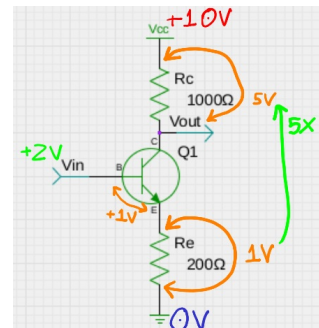 +10V
Vcc
Rc
1000Ω
5V
Vout
5X
C
Q1
+2V
Vin
B
+1V
E
Re
200Ω
1V
0V